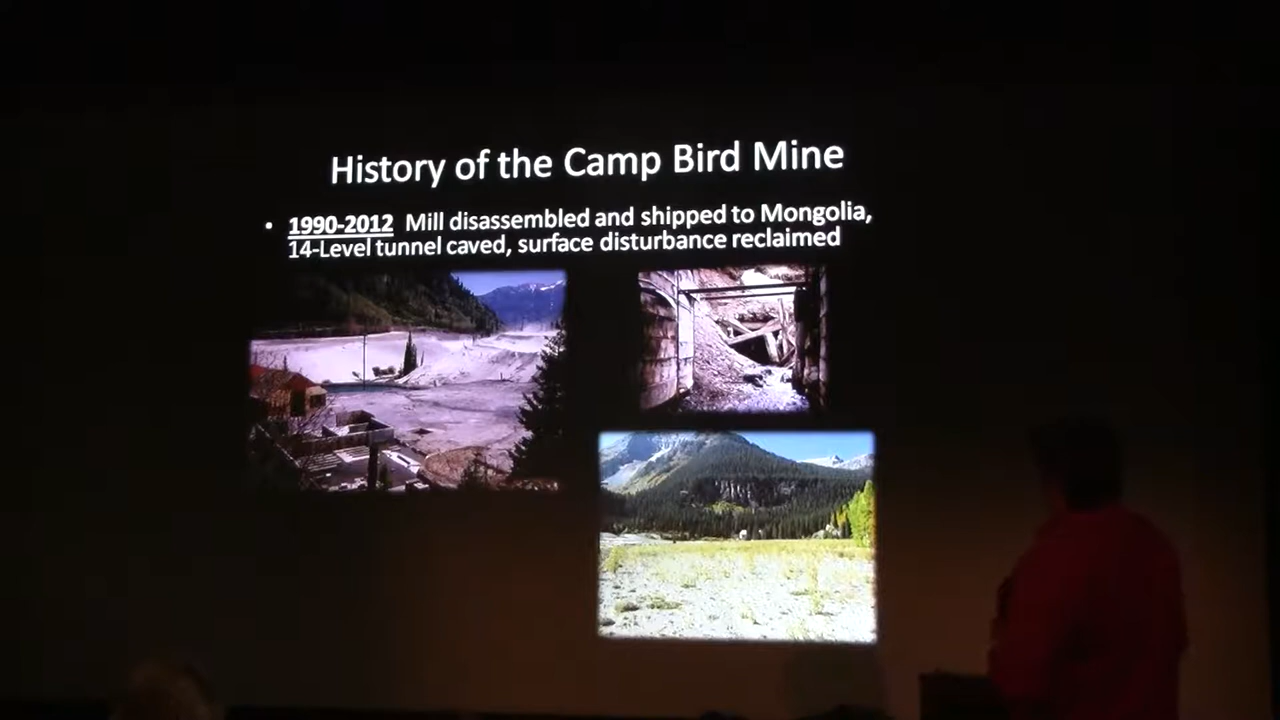 History of the Camp Bird Mine
• 1990-2012 Mill disassembled and shipped to Mongolia,
14-Level tunnel caved, surface disturbance reclaimed